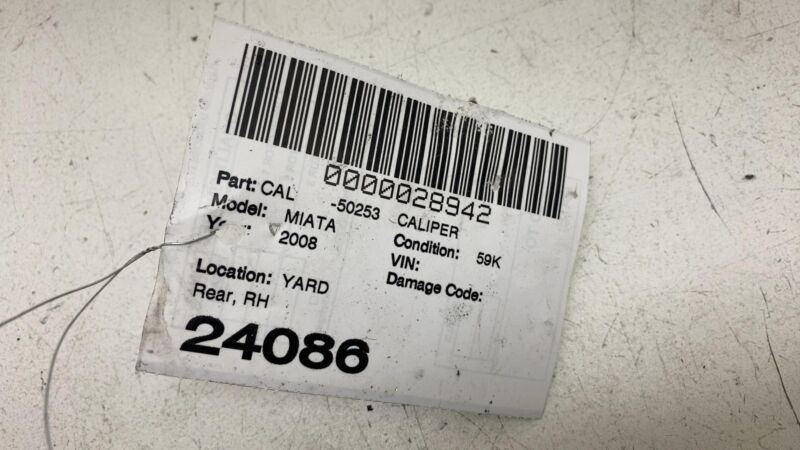 0000028942
Part: CAL -50253 CALIPER
Model: MIATA Condition: 59K
2008 VIN:
Damage Code:
Location: YARD
Rear, RH
24086